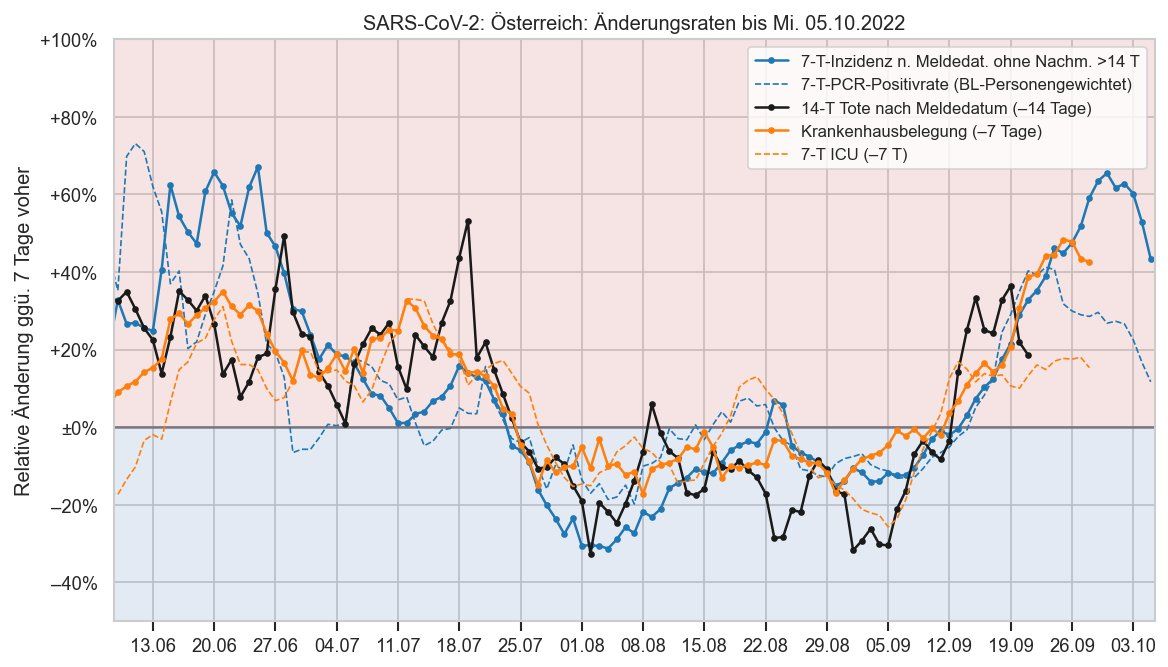 SARS-CoV-2: Österreich: Änderungsraten bis Mi. 05.10.2022
+100%
+80%
+60%
+40%
+20%
±0%
−20%
−40%
Relative Änderung ggü. 7 Tage voher
7-T-Inzidenz n. Meldedat. ohne Nachm. >14 T
7-T-PCR-Positivrate (BL-Personengewichtet)
14-T Tote nach Meldedatum (–14 Tage)
Krankenhausbelegung (–7 Tage)
7-T ICU (–7 T)
13.06 20.06 27.06 04.07 11.07 18.07 25.07 01.08 08.08 15.08 22.08 29.08 05.09 12.09 19.09 26.09 03.10